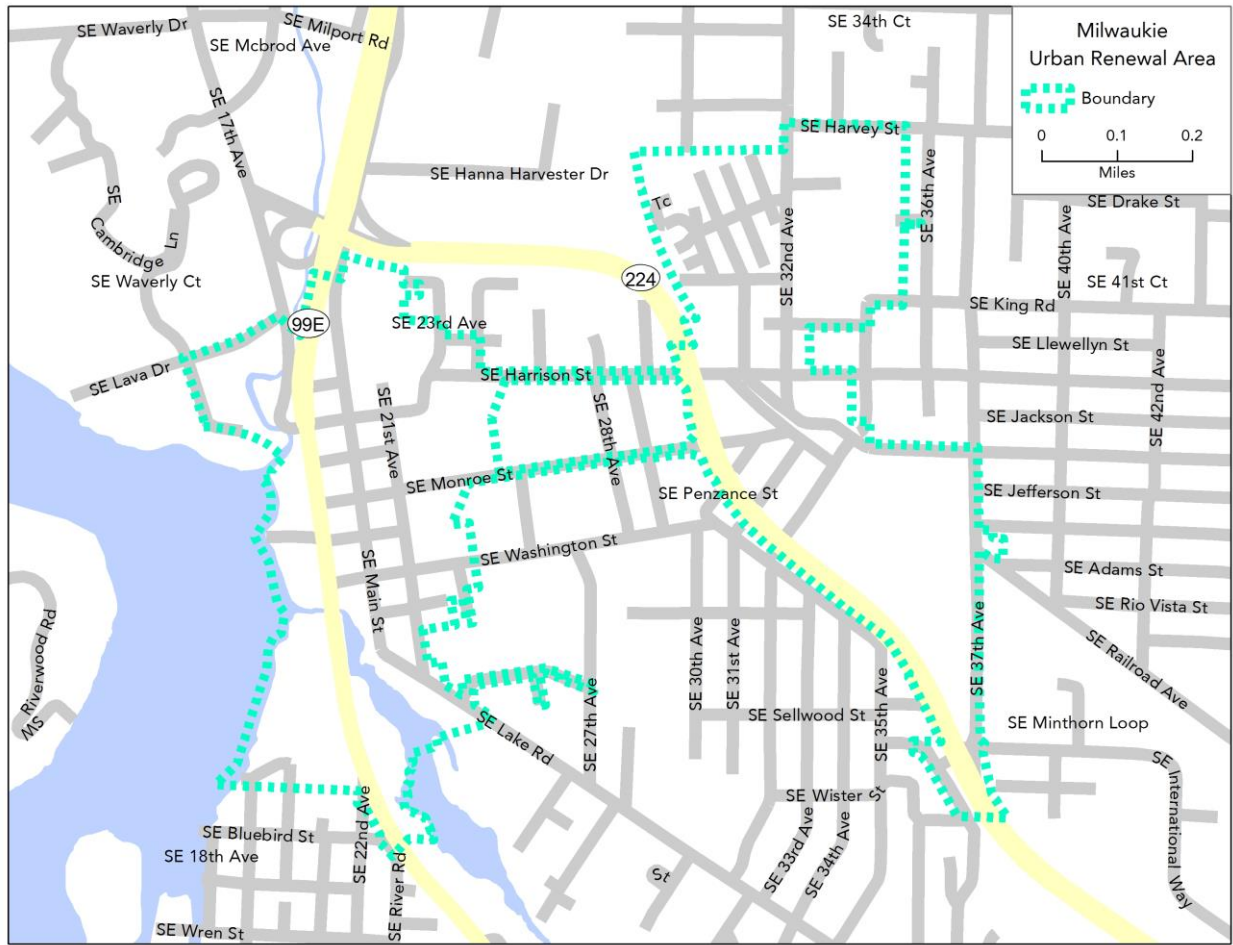 SE Waverly Dr
SE Milport Rd
SE Mcbrod Ave
SE 34th Ct
Milwaukie
Urban Renewal Area
Boundary
0 0.1 0.2
Miles
SE 17th Ave
SE Harvey St
SE Hanna Harvester Dr
SE 36th Ave
SE
Cambridge
Ln
Tc
SE Drake St
SE 32nd Ave
SE 40th Ave
SE Waverly Ct
224
SE 41st Ct
SE King Rd
99E
SE 23rd Ave
SE Llewellyn St
SE Lava Dr
SE Harrison St
SE 42nd Ave
SE 21st Ave
SE 28th Ave
SE Jackson St
SE Monroe St
SE Penzance St
SE Jefferson St
SE Washington St
SE Main St
SE Adams St
SE Rio Vista St
Riverwood Rd
SW
SE 30th Ave
SE 31st Ave
SE 37th Ave
SE Railroad Ave
SE 27th Ave
SE 35th Ave
SE Sellwood St
SE Minthorn Loop
SE Lake Rd
SE International Way
SE Wister St
SE 22nd Ave
SE Bluebird St
SE 18th Ave
SE 33rd Ave
SE 34th Ave
St
SE River Rd
SE Wren St